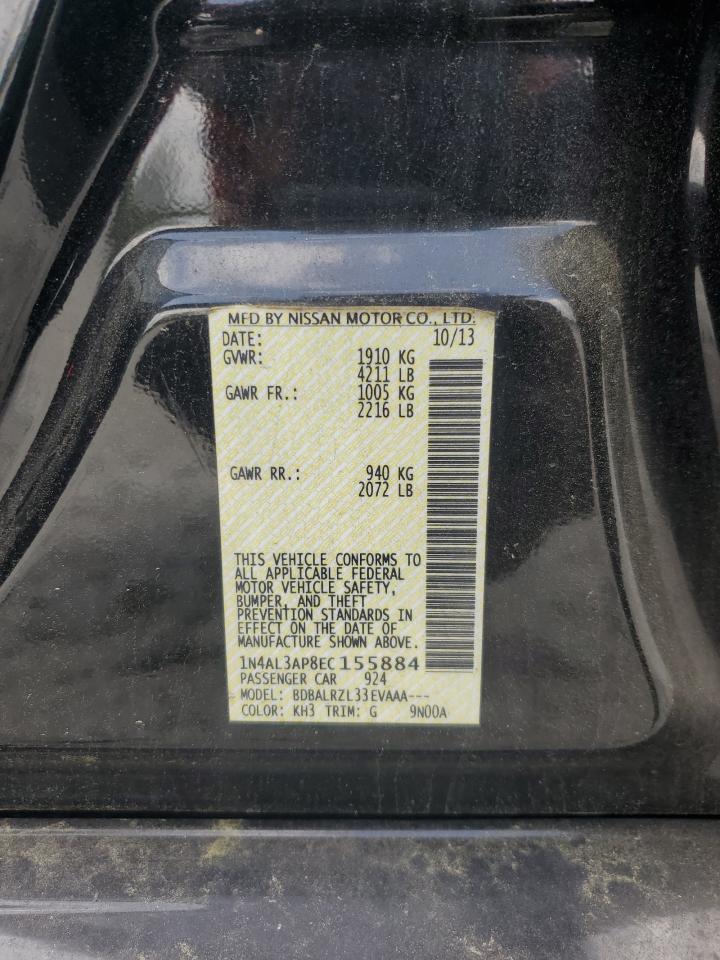 MFD BY NISSAN MOTOR CO., LTD.
DATE: 10/13
GVWR: 1910 KG
4211 LB
GAWR FR.: 1005 KG
2216 LB
GAWR RR.: 940 KG
2072 LB
THIS VEHICLE CONFORMS TO
ALL APPLICABLE FEDERAL
MOTOR VEHICLE SAFETY,
BUMPER, AND THEFT
PREVENTION STANDARDS IN
EFFECT ON THE DATE OF
MANUFACTURE SHOWN ABOVE.
1N4AL3AP8EC 155884
PASSENGER CAR 924
MODEL: BDBALRZL33EVAAA---
COLOR: KH3 TRIM: G 9N00A